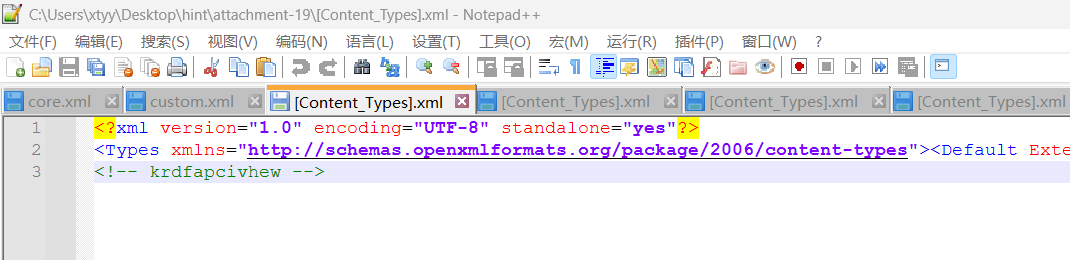 C:\Users\xtyy\Desktop\hint\attachment-19\[Content_Types].xml - Notepad++
文件(F) 编辑(E) 搜索(S) 视图(V) 编码(N) 语言(L) 设置(T) 工具(O) 宏(M) 运行(R) 插件(P) 窗口(W) ?
core.xml custom.xml [Content_Types].xml [Content_Types].xml [Content_Types].xml [Content_Types].xml
1 <?xml version="1.0" encoding="UTF-8" standalone="yes"?>
2 <Types xmlns="http://schemas.openxmlformats.org/package/2006/content-types"><Default Exte
3 <!-- krdfapcivhew -->